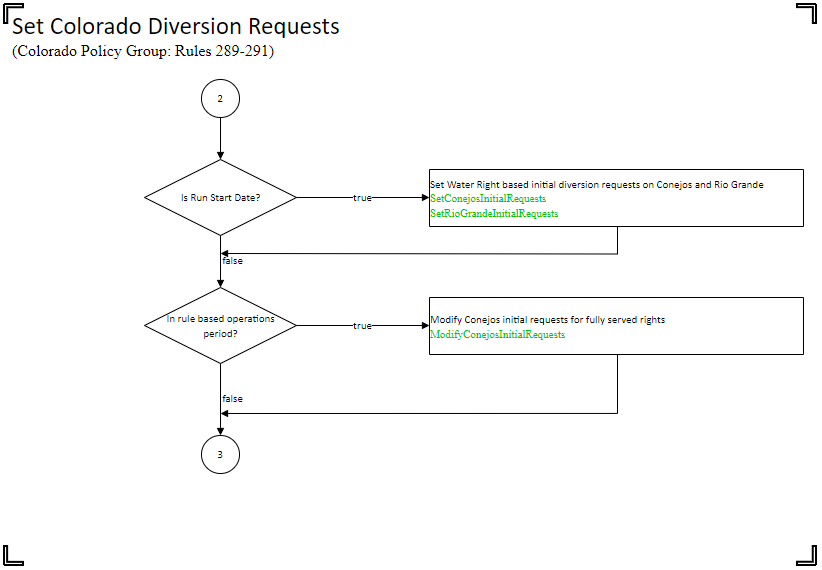 Set Colorado Diversion Requests
(Colorado Policy Group: Rules 289-291)
2
Is Run Start Date?
true
Set Water Right based initial diversion requests on Conejos and Rio Grande
SetConejosInitialRequests
SetRioGrandeInitialRequests
false
In rule based operations
period?
true
Modify Conejos initial requests for fully served rights
ModifyConejosInitialRequests
false
3